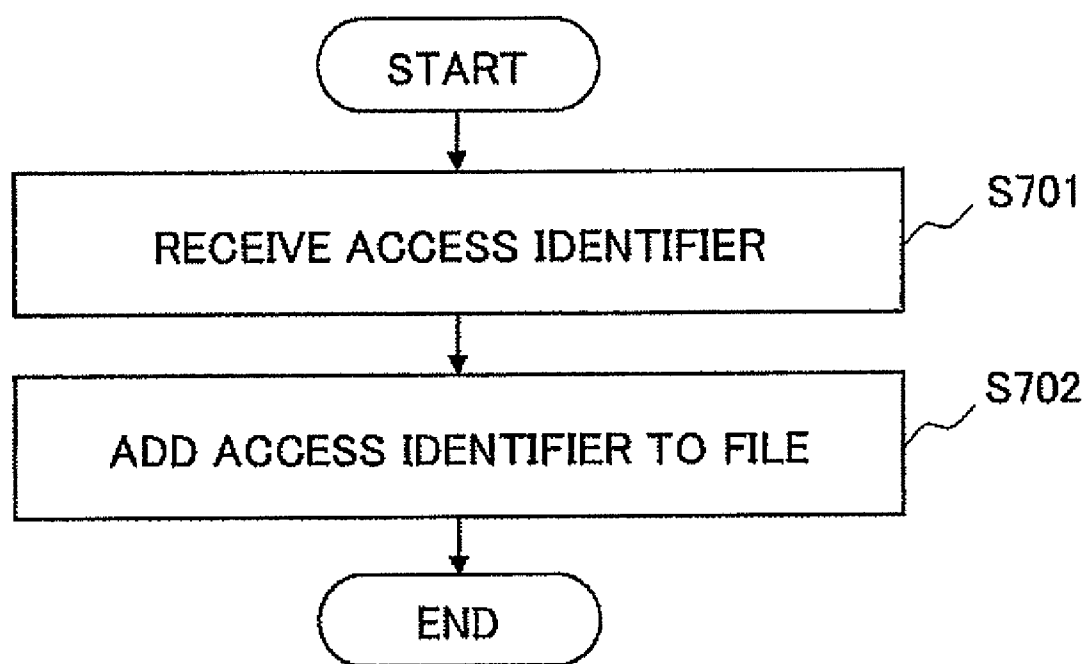 START
RECEIVE ACCESS IDENTIFIER
S701
ADD ACCESS IDENTIFIER TO FILE
S702
END